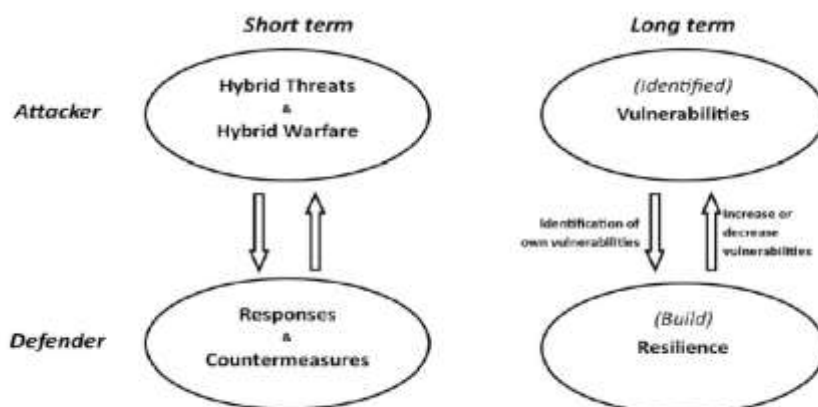 Short term
Long term
Attacker
Hybrid Threats
&
Hybrid Warfare
(Identified)
Vulnerabilities
Identification of
own vulnerabilities
Increase or
decrease
vulnerabilities
Defender
Responses
&
Countermeasures
(Build)
Resilience